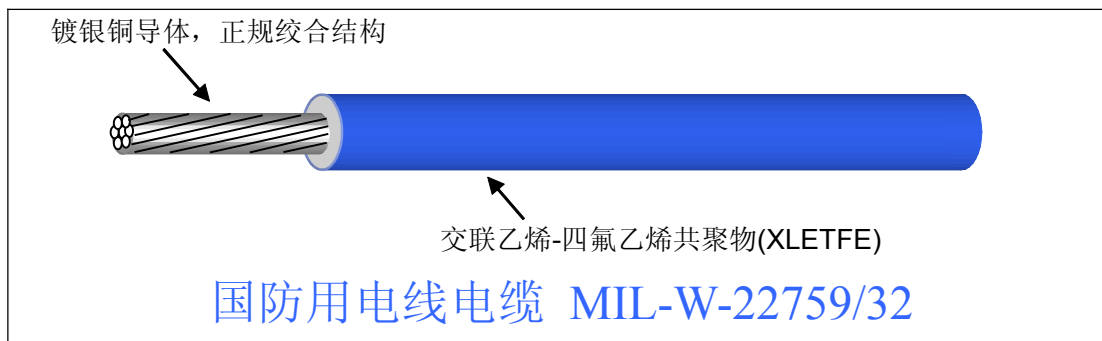 镀银铜导体，正规绞合结构
交联乙烯-四氟乙烯共聚物(XLETFE)
国防用电线电缆 MIL-W-22759/32